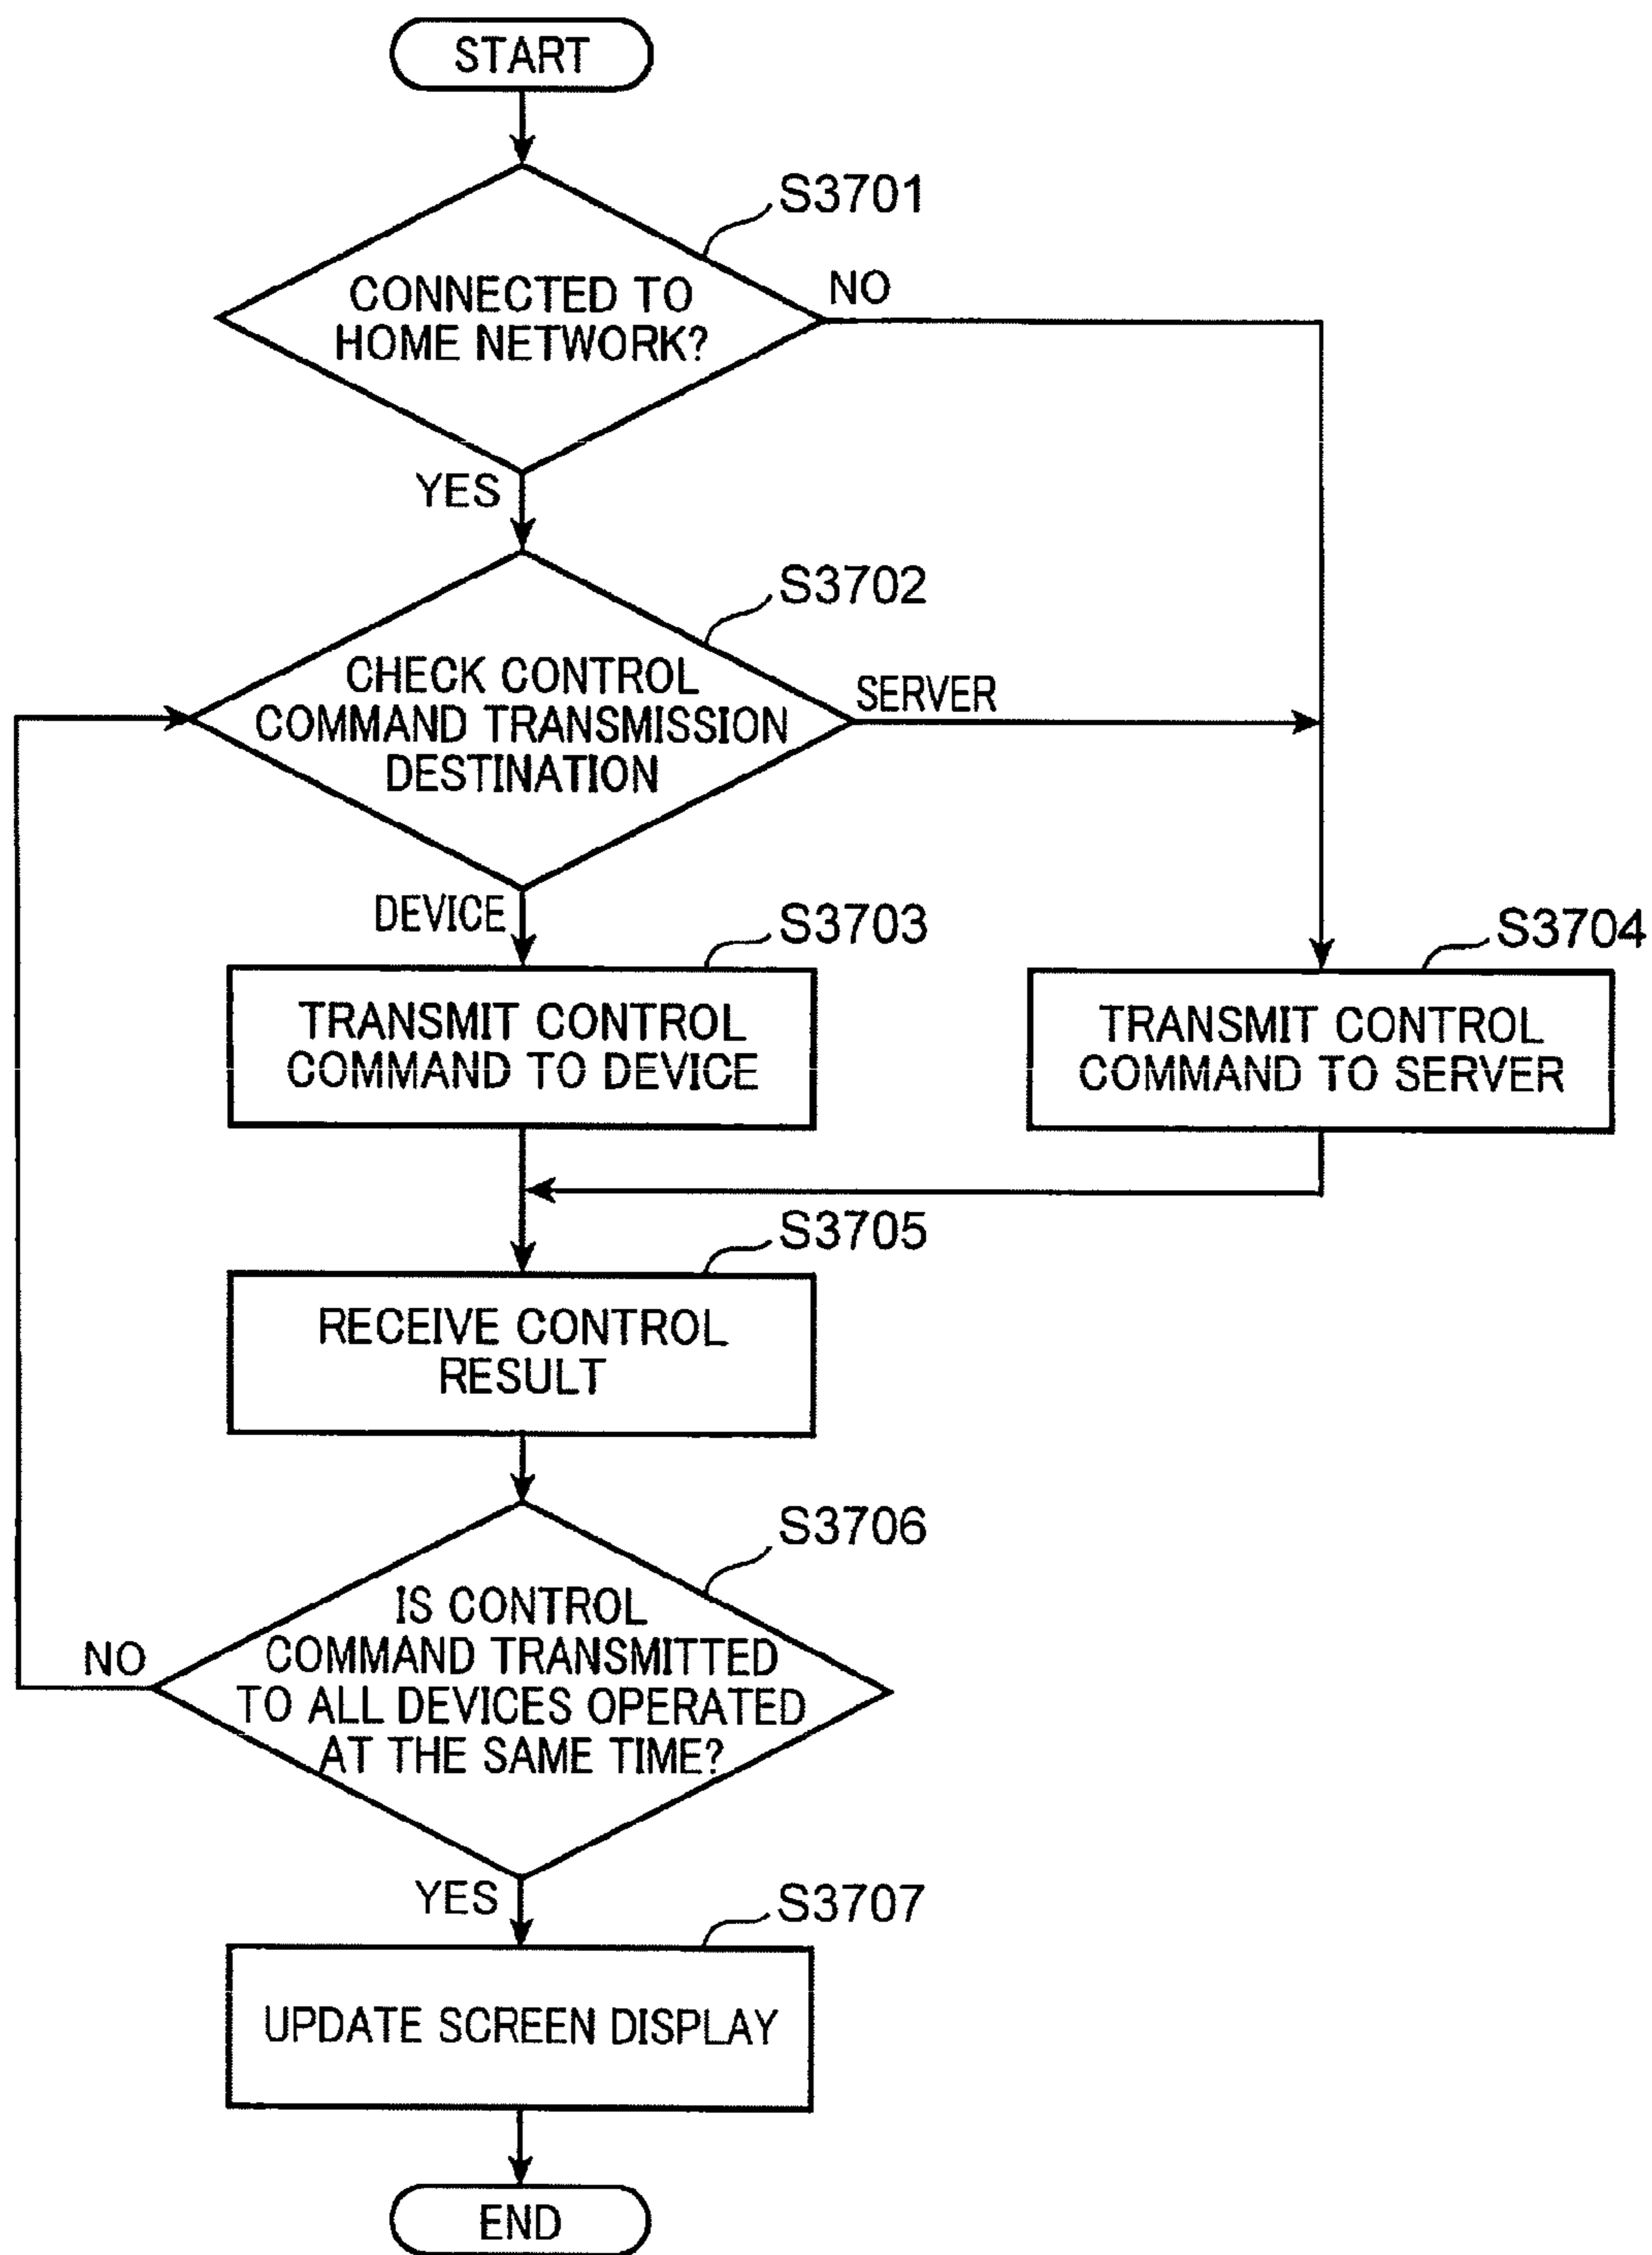 START
S3701
CONNECTED TO
HOME NETWORK?
NO
YES
S3702
CHECK CONTROL
COMMAND TRANSMISSION
DESTINATION
SERVER
DEVICE
S3703
TRANSMIT CONTROL
COMMAND TO DEVICE
S3704
TRANSMIT CONTROL
COMMAND TO SERVER
S3705
RECEIVE CONTROL
RESULT
S3706
IS CONTROL
COMMAND TRANSMITTED
TO ALL DEVICES OPERATED
AT THE SAME TIME?
NO
YES
S3707
UPDATE SCREEN DISPLAY
END